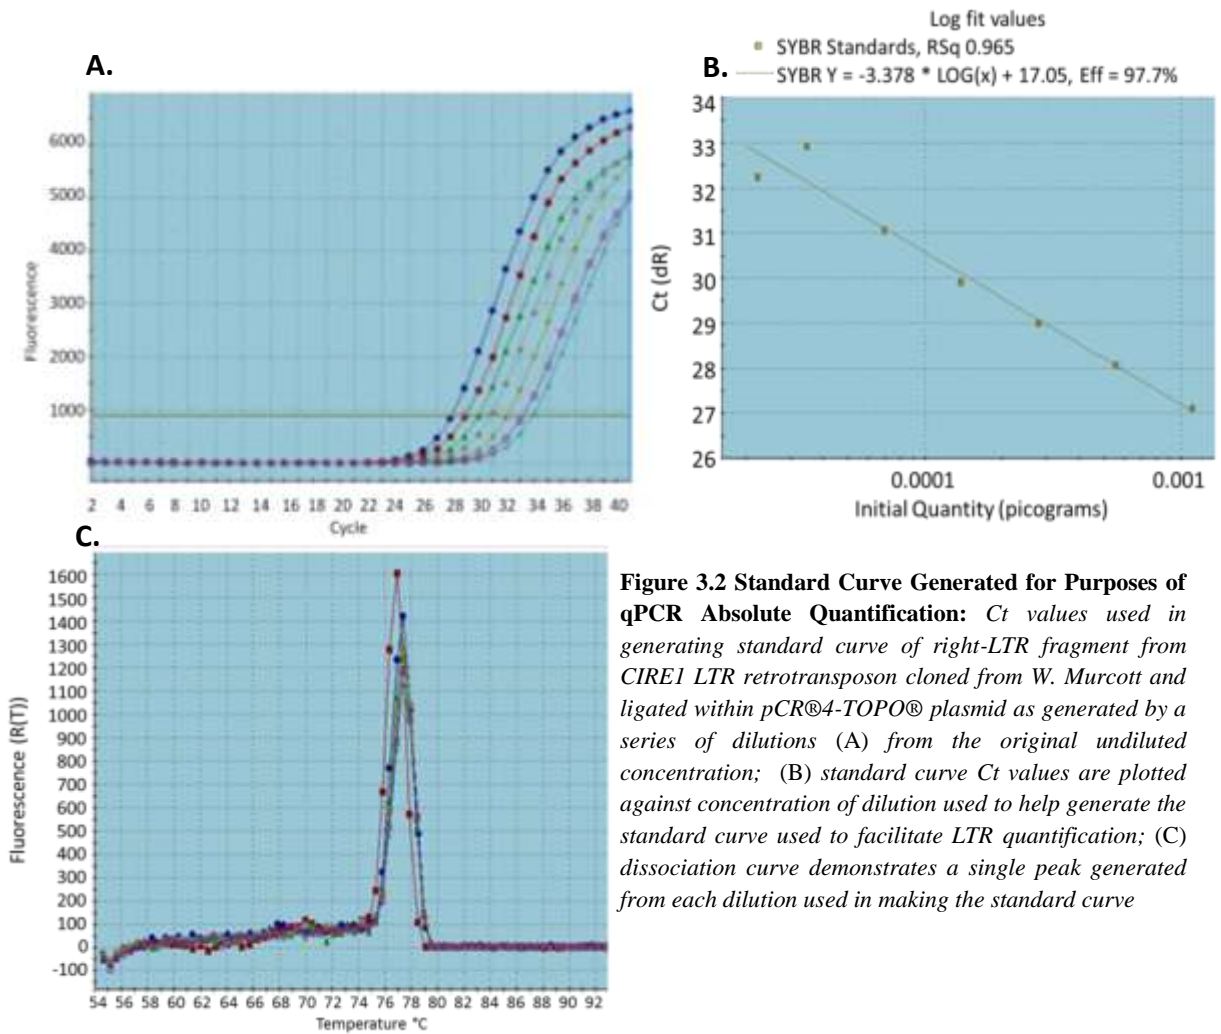 A.
Fluorescence
6000
5000
4000
3000
2000
1000
2 4 6 8 10 12 14 16 18 20 22 24 26 28 30 32 34 36 38 40
Cycle
Log fit values
SYBR Standards, RSq 0.965
B.
SYBR Y = -3.378 * LOG(x) + 17.05, Eff = 97.7%
Ct (dR)
34
33
32
31
30
29
28
27
26
0.0001 0.001
Initial Quantity (picograms)
C.
Fluorescence (R(T))
1600
1500
1400
1300
1200
1100
1000
900
800
700
600
500
400
300
200
100
0
-100
54 56 58 60 62 64 66 68 70 72 74 76 78 80 82 84 86 88 90 92
Temperature °C
Figure 3.2 Standard Curve Generated for Purposes of
qPCR Absolute Quantification: Ct values used in
generating standard curve of right-LTR fragment from
CIRE1 LTR retrotransposon cloned from W. Murcott and
ligated within pCR®4-TOPO® plasmid as generated by a
series of dilutions (A) from the original undiluted
concentration; (B) standard curve Ct values are plotted
against concentration of dilution used to help generate the
standard curve used to facilitate LTR quantification; (C)
dissociation curve demonstrates a single peak generated
from each dilution used in making the standard curve